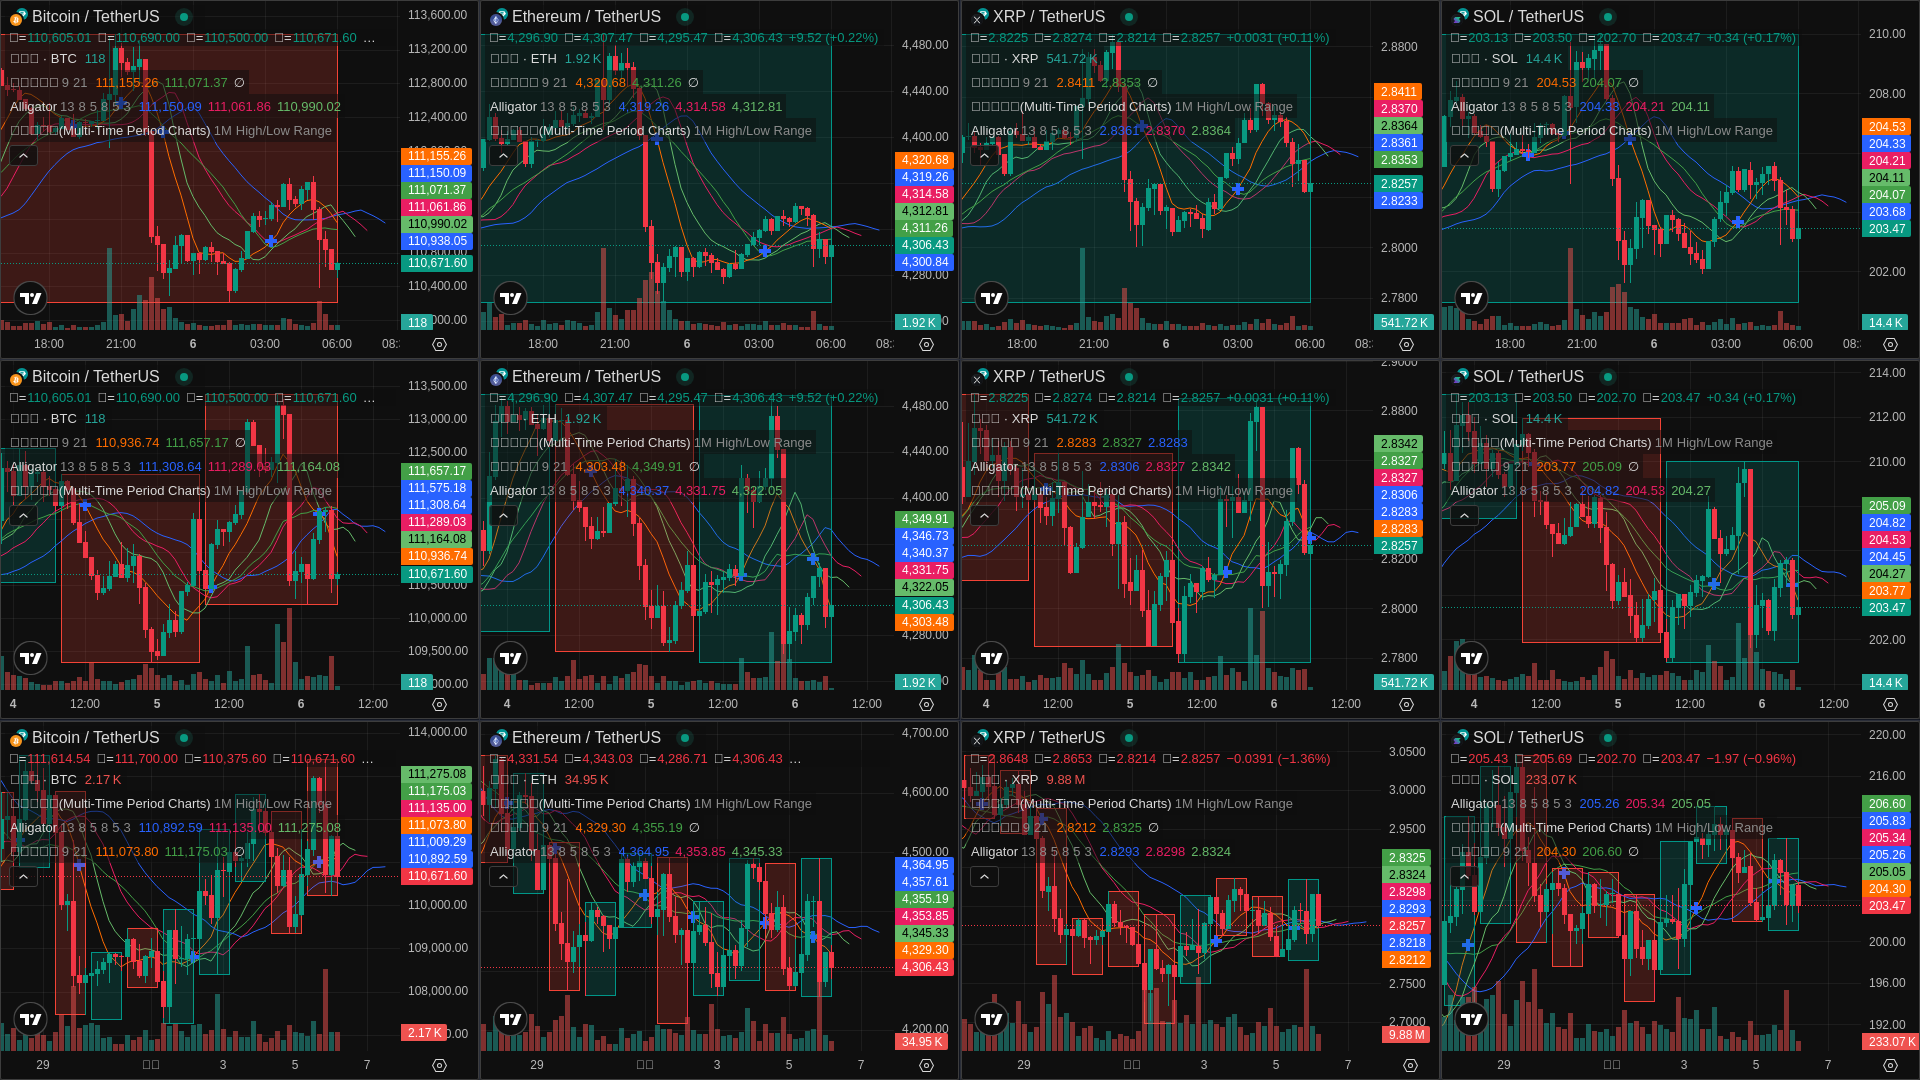 Bitcoin / TetherUS
□=110,605.01 □=110,690.00 □=110,500.00 □=110,671.60 …
□□□ · BTC 118
□□□□□ 9 21 111,155.26 111,071.37 ∅
Alligator 13 8 5 8 5 3 111,150.09 111,061.86 110,990.02
□□□□□(Multi-Time Period Charts) 1M High/Low Range
113,600.00
113,200.00
112,800.00
112,400.00
111,155.26
111,150.09
111,071.37
111,061.86
110,990.02
110,938.05
110,671.60
110,400.00
118
18:00 21:00 6 03:00 06:00 08:
Ethereum / TetherUS
□=4,296.90 □=4,307.47 □=4,295.47 □=4,306.43 +9.52 (+0.22%)
□□□ · ETH 1.92 K
□□□□□ 9 21 4,320.68 4,311.26 ∅
Alligator 13 8 5 8 5 3 4,319.26 4,314.58 4,312.81
□□□□□(Multi-Time Period Charts) 1M High/Low Range
4,480.00
4,440.00
4,400.00
4,320.68
4,319.26
4,314.58
4,312.81
4,311.26
4,306.43
4,300.84
4,280.00
1.92 K
18:00 21:00 6 03:00 06:00 08:
XRP / TetherUS
□=2.8225 □=2.8274 □=2.8214 □=2.8257 +0.0031 (+0.11%)
□□□ · XRP 541.72 K
□□□□□ 9 21 2.8411 2.8353 ∅
□□□□□(Multi-Time Period Charts) 1M High/Low Range
Alligator 13 8 5 8 5 3 2.8361 2.8370 2.8364
2.8800
2.8411
2.8370
2.8364
2.8361
2.8353
2.8257
2.8233
2.8000
2.7800
541.72 K
18:00 21:00 6 03:00 06:00 08:
SOL / TetherUS
□=203.13 □=203.50 □=202.70 □=203.47 +0.34 (+0.17%)
□□□ · SOL 14.4 K
□□□□□ 9 21 204.53 204.07 ∅
Alligator 13 8 5 8 5 3 204.33 204.21 204.11
□□□□□(Multi-Time Period Charts) 1M High/Low Range
210.00
208.00
204.53
204.33
204.21
204.11
204.07
203.68
203.47
202.00
14.4 K
18:00 21:00 6 03:00 06:00 08:
Bitcoin / TetherUS
□=110,605.01 □=110,690.00 □=110,500.00 □=110,671.60 …
□□□ · BTC 118
□□□□□ 9 21 110,936.74 111,657.17 ∅
Alligator 13 8 5 8 5 3 111,308.64 111,289.03 111,164.08
□□□□□(Multi-Time Period Charts) 1M High/Low Range
113,500.00
113,000.00
112,500.00
112,000.00
111,657.17
111,575.18
111,308.64
111,289.03
111,164.08
110,936.74
110,671.60
110,500.00
110,000.00
109,500.00
118
4 12:00 5 12:00 6 12:00
Ethereum / TetherUS
□=4,296.90 □=4,307.47 □=4,295.47 □=4,306.43 +9.52 (+0.22%)
□□□ · ETH 1.92 K
□□□□□(Multi-Time Period Charts) 1M High/Low Range
□□□□□ 9 21 4,303.48 4,349.91 ∅
Alligator 13 8 5 8 5 3 4,340.37 4,331.75 4,322.05
4,480.00
4,440.00
4,400.00
4,349.91
4,346.73
4,340.37
4,331.75
4,322.05
4,306.43
4,303.48
4,280.00
1.92 K
4 12:00 5 12:00 6 12:00
XRP / TetherUS
□=2.8225 □=2.8274 □=2.8214 □=2.8257 +0.0031 (+0.11%)
□□□ · XRP 541.72 K
□□□□□ 9 21 2.8283 2.8327 2.8283
Alligator 13 8 5 8 5 3 2.8306 2.8327 2.8342
□□□□□(Multi-Time Period Charts) 1M High/Low Range
2.9000
2.8800
2.8342
2.8327
2.8327
2.8306
2.8283
2.8283
2.8257
2.8200
2.8000
2.7800
541.72 K
4 12:00 5 12:00 6 12:00
SOL / TetherUS
□=203.13 □=203.50 □=202.70 □=203.47 +0.34 (+0.17%)
□□□ · SOL 14.4 K
□□□□□(Multi-Time Period Charts) 1M High/Low Range
□□□□□ 9 21 203.77 205.09 ∅
Alligator 13 8 5 8 5 3 204.82 204.53 204.27
214.00
212.00
210.00
205.09
204.82
204.53
204.45
204.27
203.77
203.47
202.00
14.4 K
4 12:00 5 12:00 6 12:00
Bitcoin / TetherUS
□=111,614.54 □=111,700.00 □=110,375.60 □=110,671.60 …
□□□ · BTC 2.17 K
□□□□□(Multi-Time Period Charts) 1M High/Low Range
Alligator 13 8 5 8 5 3 110,892.59 111,135.00 111,275.08
□□□□□ 9 21 111,073.80 111,175.03 ∅
114,000.00
111,275.08
111,175.03
111,135.00
111,073.80
111,009.29
110,892.59
110,671.60
110,000.00
109,000.00
108,000.00
2.17 K
29 □□ 3 5 7
Ethereum / TetherUS
□=4,331.54 □=4,343.03 □=4,286.71 □=4,306.43 …
□□□ · ETH 34.95 K
□□□□□(Multi-Time Period Charts) 1M High/Low Range
□□□□□ 9 21 4,329.30 4,355.19 ∅
Alligator 13 8 5 8 5 3 4,364.95 4,353.85 4,345.33
4,700.00
4,600.00
4,500.00
4,364.95
4,357.61
4,355.19
4,353.85
4,345.33
4,329.30
4,306.43
4,200.00
34.95 K
29 □□ 3 5 7
XRP / TetherUS
□=2.8648 □=2.8653 □=2.8214 □=2.8257 −0.0391 (−1.36%)
□□□ · XRP 9.88 M
□□□□□(Multi-Time Period Charts) 1M High/Low Range
□□□□□ 9 21 2.8212 2.8325 ∅
Alligator 13 8 5 8 5 3 2.8293 2.8298 2.8324
3.0500
3.0000
2.9500
2.8325
2.8324
2.8298
2.8293
2.8257
2.8218
2.8212
2.7500
2.7000
9.88 M
29 □□ 3 5 7
SOL / TetherUS
□=205.43 □=205.69 □=202.70 □=203.47 −1.97 (−0.96%)
□□□ · SOL 233.07 K
Alligator 13 8 5 8 5 3 205.26 205.34 205.05
□□□□□(Multi-Time Period Charts) 1M High/Low Range
□□□□□ 9 21 204.30 206.60 ∅
220.00
216.00
206.60
205.83
205.34
205.26
205.05
204.30
203.47
200.00
196.00
192.00
233.07 K
29 □□ 3 5 7